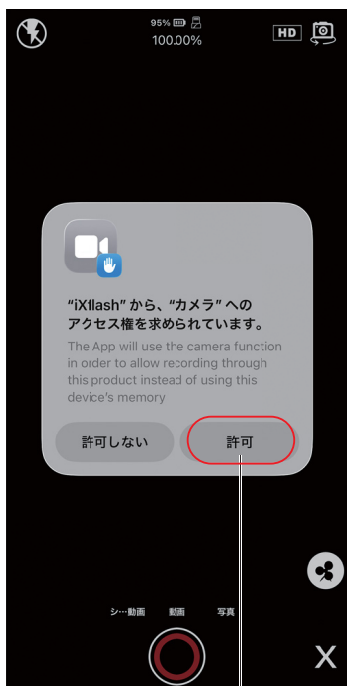 95%
100.00%
HD
“iXflash” から、“カメラ” への
アクセス権を求められています。
The App will use the camera function
in order to allow recording through
this product instead of using this
device's memory
許可しない
許可
シ…動画
動画
写真
X